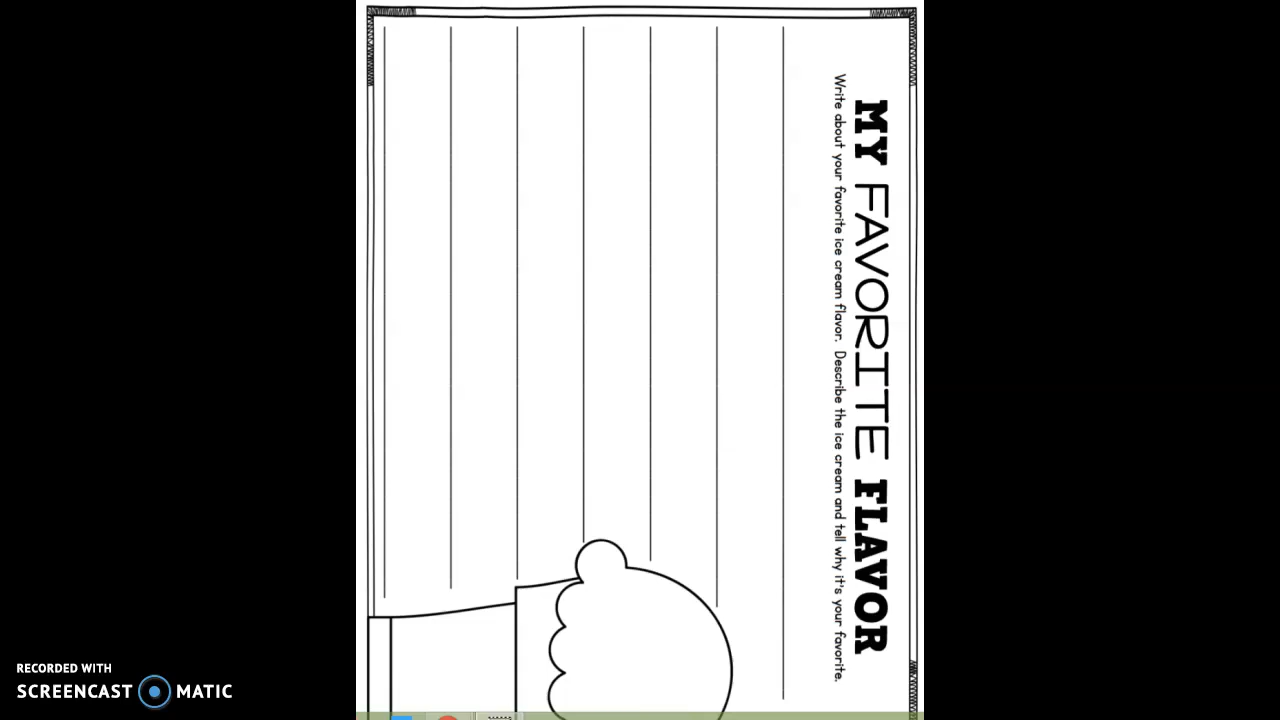 MY FAVORITE FLAVOR
Write about your favorite ice cream flavor. Describe the ice cream and tell why it's your favorite.
RECORDED WITH
SCREENCAST MATIC